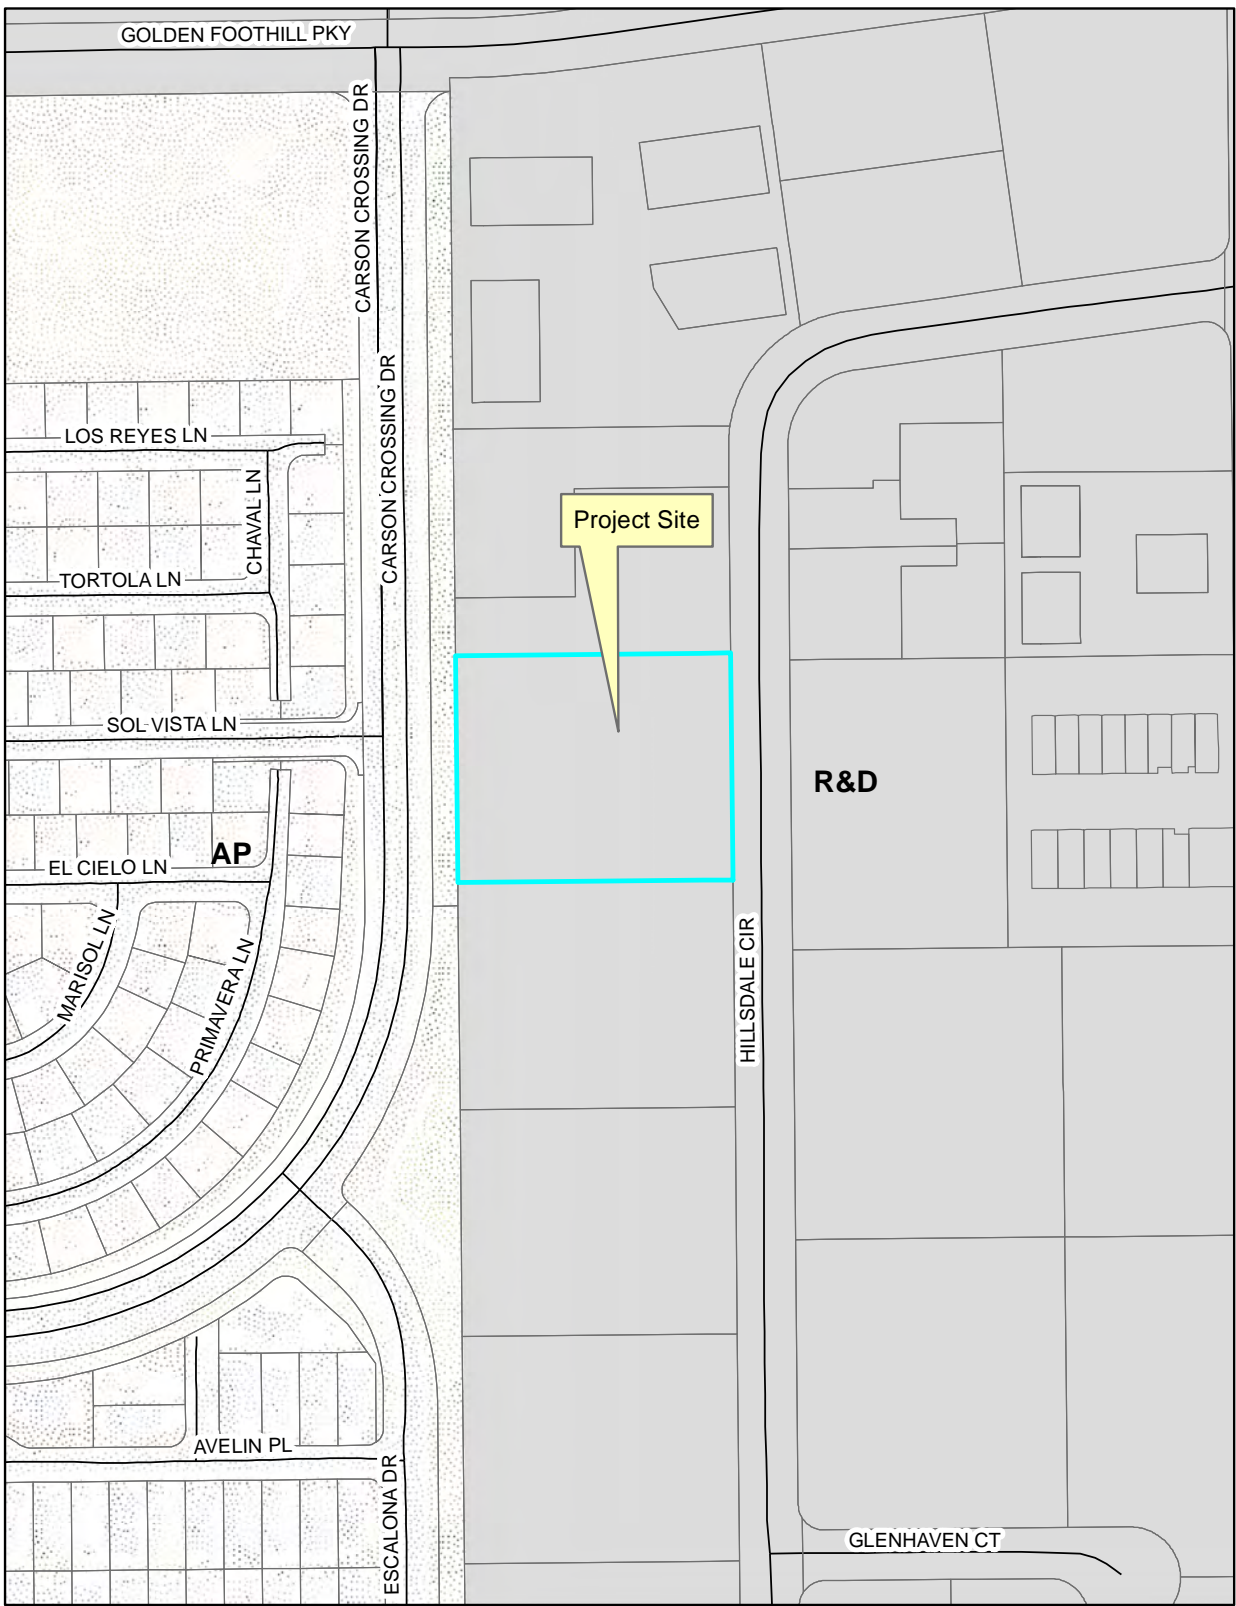 GOLDEN FOOTHILL PKY
CARSON CROSSING DR
CARSON CROSSING DR
LOS REYES LN
CHAVAL LN
Project Site
TORTOLA LN
SOL VISTA LN
R&D
AP
EL CIELO LN
MARISOL LN
PRIMAVERA LN
HILLSDALE CIR
AVELIN PL
ESCALONA DR
GLENHAVEN CT